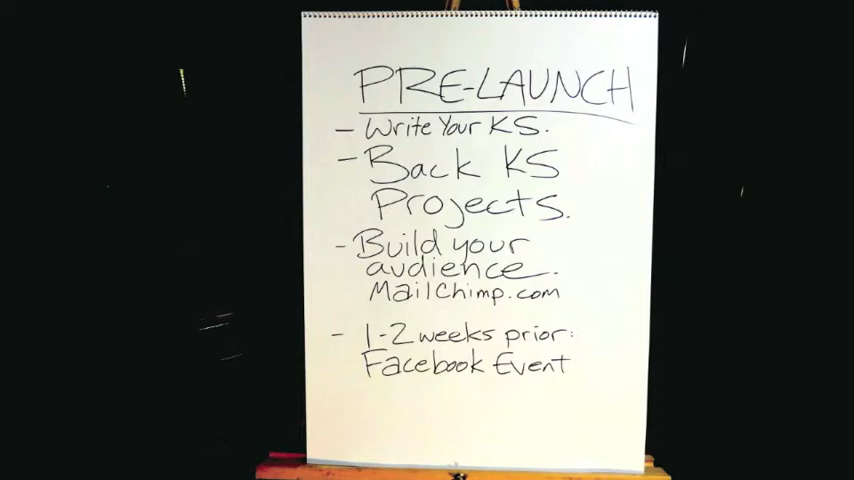 PRE-LAUNCH
- Write Your KS.
- Back KS
Projects.
- Build your
audience.
MailChimp.com
- 1-2 weeks prior:
Facebook Event